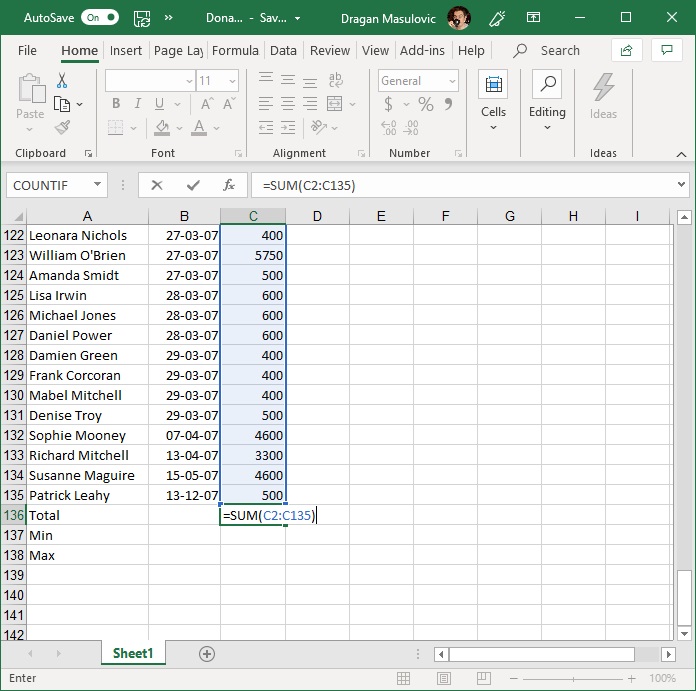 AutoSave On Dona... - Sav... Dragan Masulovic
File Home Insert Page Lay Formula Data Review View Add-ins Help Search
General
11
Paste
B I U A A
$ % 9
Cells Editing Ideas
Clipboard Font Alignment Number Ideas
COUNTIF fx =SUM(C2:C135)
A B C D E F G H I
122 Leonara Nichols 27-03-07 400
123 William O'Brien 27-03-07 5750
124 Amanda Smidt 27-03-07 500
125 Lisa Irwin 28-03-07 600
126 Michael Jones 28-03-07 600
127 Daniel Power 28-03-07 600
128 Damien Green 29-03-07 400
129 Frank Corcoran 29-03-07 400
130 Mabel Mitchell 29-03-07 400
131 Denise Troy 29-03-07 500
132 Sophie Mooney 07-04-07 4600
133 Richard Mitchell 13-04-07 3300
134 Susanne Maguire 15-05-07 4600
135 Patrick Leahy 13-12-07 500
136 Total =SUM(C2:C135)
137 Min
138 Max
139
140
141
142
Sheet1
Enter 100%